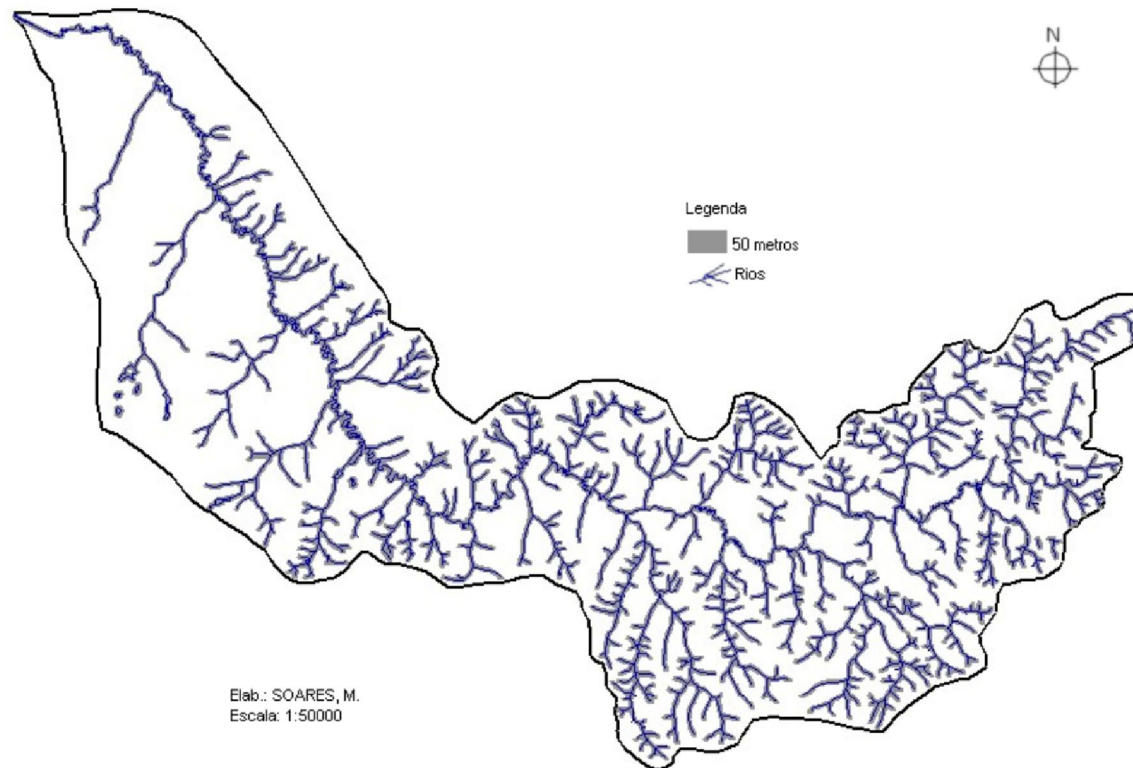 N
Legenda
50 metros
Rios
Elab.: SOARES, M.
Escala: 1:50000